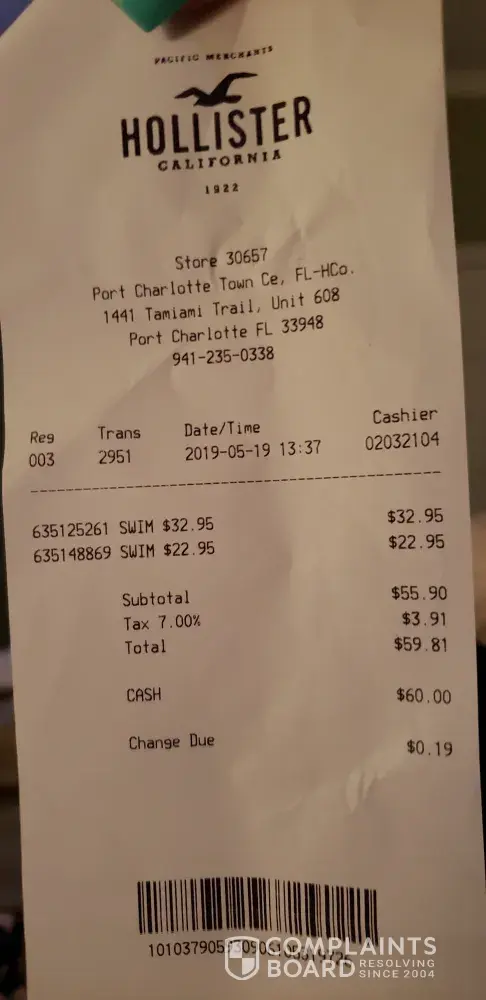 PACIFIC MERCHANTS
HOLLISTER
CALIFORNIA
1922
Store 30657
Port Charlotte Town Ce, FL-HCo.
1441 Tamiami Trail, Unit 608
Port Charlotte FL 33948
941-235-0338
Reg Trans Date/Time Cashier
003 2951 2019-05-19 13:37 02032104
635125261 SWIM $32.95 $32.95
635148869 SWIM $22.95 $22.95
Subtotal $55.90
Tax 7.00% $3.91
Total $59.81
CASH $60.00
Change Due $0.19
COMPLAINTS
BOARD RESOLVING
SINCE 2004